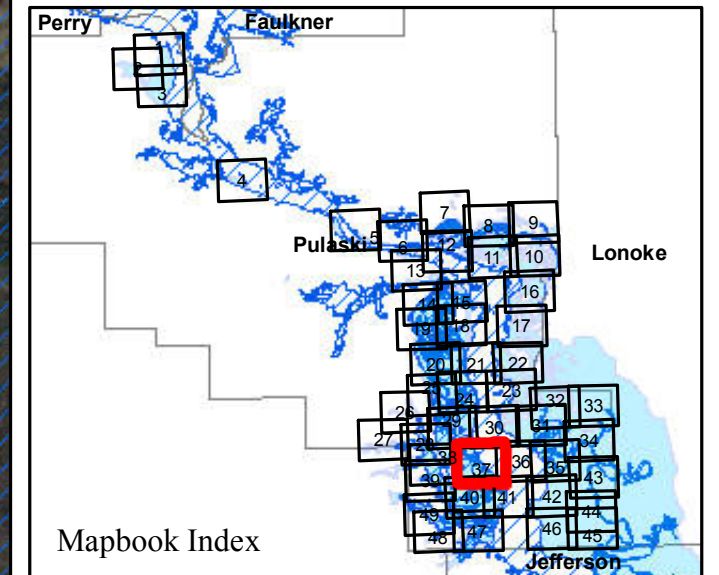 Perry Faulkner
1
2
3
4
7
8 9
5 6 12
Pulaski
11 10
Lonoke
13
16
14 15
19 18 17
20 21 22
25 24 23 32 33
26
29 30 31
27 28 34
38
37 36 35
39 43
40 41 42
49 44
48 47 46 45
Mapbook Index
Jefferson